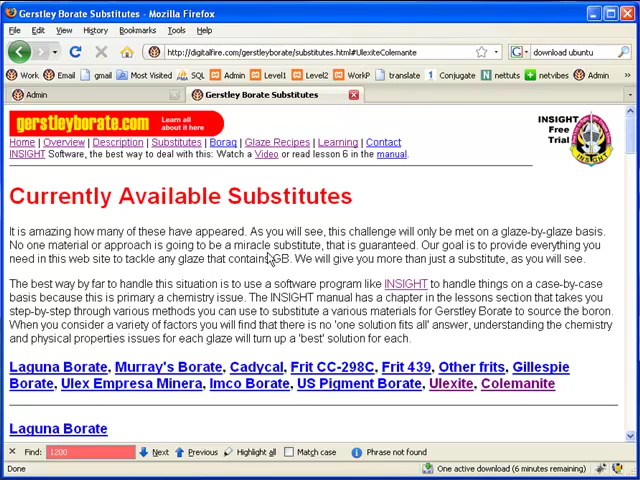 Gerstley Borate Substitutes - Mozilla Firefox
File Edit View History Bookmarks Tools Help
http://digitalfire.com/gerstleyborate/substitutes.html#UlexiteColemante download ubuntu
Work Email gmail Most Visited SQL Admin Level1 Level2 WorkP translate Conjugate nettuts netvibes Admin
Admin Gerstley Borate Substitutes
gerstleyborate.com Learn all about it here
INSIGHT Free Trial
Home | Overview | Description | Substitutes | Boraq | Glaze Recipes | Learning | Contact
INSIGHT Software, the best way to deal with this: Watch a Video or read lesson 6 in the manual.
Currently Available Substitutes
It is amazing how many of these have appeared. As you will see, this challenge will only be met on a glaze-by-glaze basis.
No one material or approach is going to be a miracle substitute, that is guaranteed. Our goal is to provide everything you
need in this web site to tackle any glaze that contains GB. We will give you more than just a substitute, as you will see.
The best way by far to handle this situation is to use a software program like INSIGHT to handle things on a case-by-case
basis because this is primary a chemistry issue. The INSIGHT manual has a chapter in the lessons section that takes you
step-by-step through various methods you can use to substitute a various materials for Gerstley Borate to source the boron.
When you consider a variety of factors you will find that there is no 'one solution fits all' answer, understanding the chemistry
and physical properties issues for each glaze will turn up a 'best' solution for each.
Laguna Borate, Murray's Borate, Cadycal, Frit CC-298C, Frit 439, Other frits, Gillespie
Borate, Ulex Empresa Minera, Imco Borate, US Pigment Borate, Ulexite, Colemanite
Laguna Borate
Find: 1200 Next Previous Highlight all Match case Phrase not found
Done One active download (6 minutes remaining)